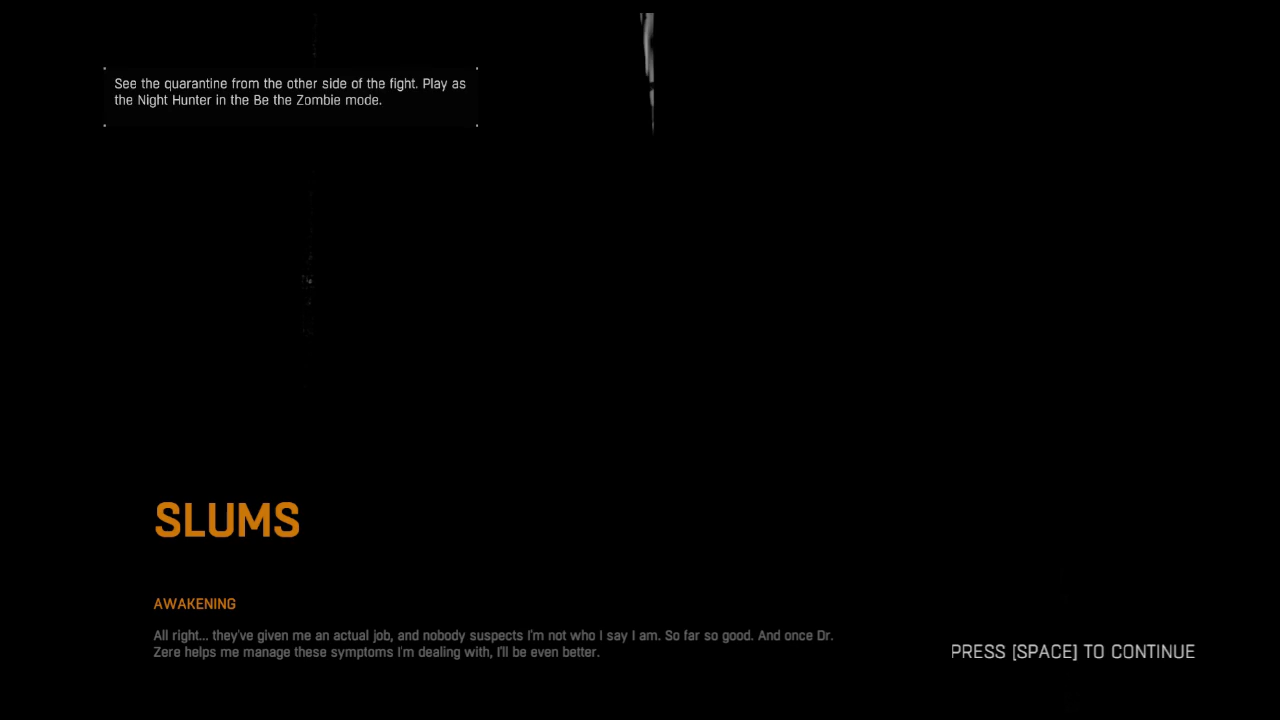 See the quarantine from the other side of the fight. Play as
the Night Hunter in the Be the Zombie mode.
SLUMS
AWAKENING
All right... they've given me an actual job, and nobody suspects I'm not who I say I am. So far so good. And once Dr.
Zere helps me manage these symptoms I'm dealing with, I'll be even better.
PRESS [SPACE] TO CONTINUE